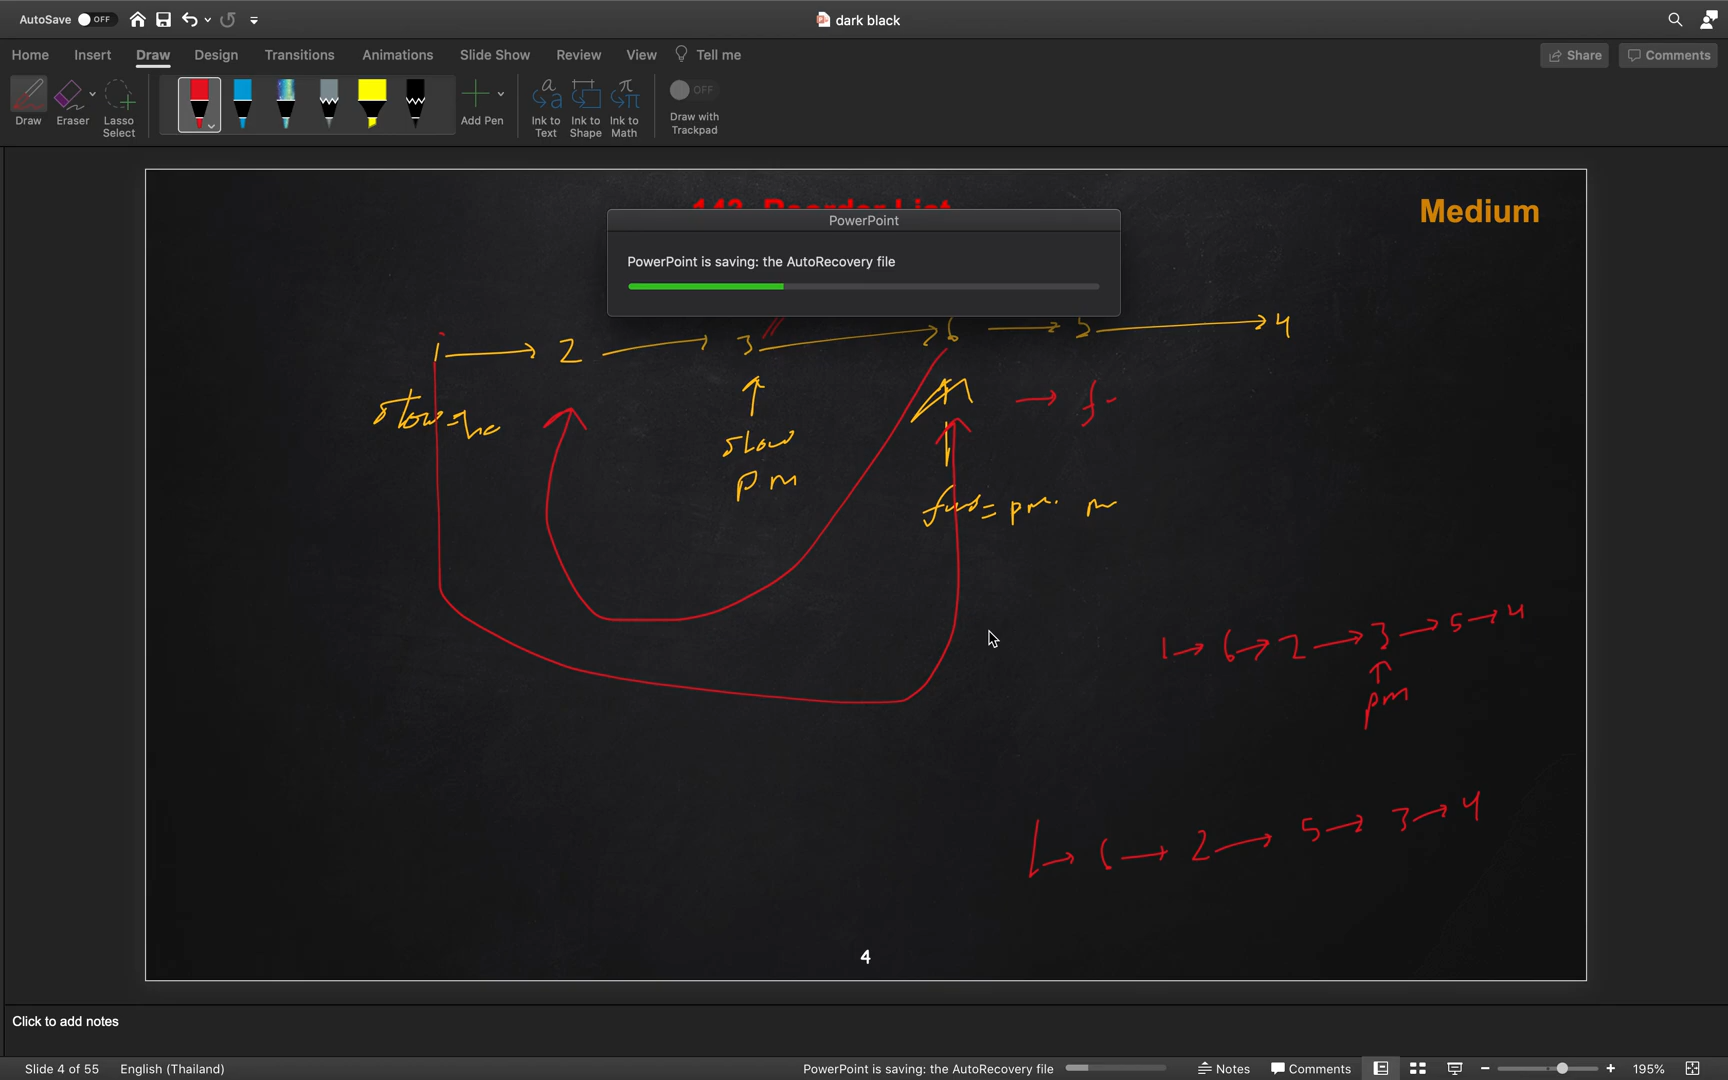 AutoSave OFF
dark black
Home Insert Draw Design Transitions Animations Slide Show Review View Tell me
Share Comments
Draw
Eraser
Lasso Select
Add Pen
Ink to Text
Ink to Shape
Ink to Math
OFF
Draw with Trackpad
Medium
PowerPoint
PowerPoint is saving: the AutoRecovery file
1 → 2 → 3 → 6 → 5 → 4
slow
slow
pm
→ f
= pm.
1 → 6 → 2 → 3 → 5 → 4
pm
1 → 6 → 2 → 5 → 3 → 4
4
Click to add notes
Slide 4 of 55 English (Thailand) PowerPoint is saving: the AutoRecovery file Notes Comments 195%